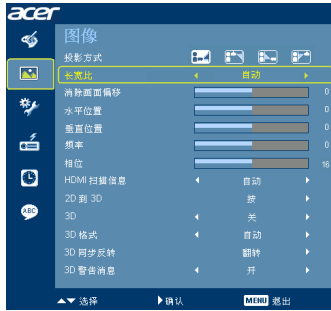 acer
图像
投影方式
长宽比 自动
消除画面偏移 0
水平位置 0
垂直位置 0
频率 0
相位 16
HDMI 扫描信息 自动
2D 到 3D 按
3D 关
3D 格式 自动
3D 同步反转 翻转
3D 警告消息 开
ABC
选择 确认 MENU 退出